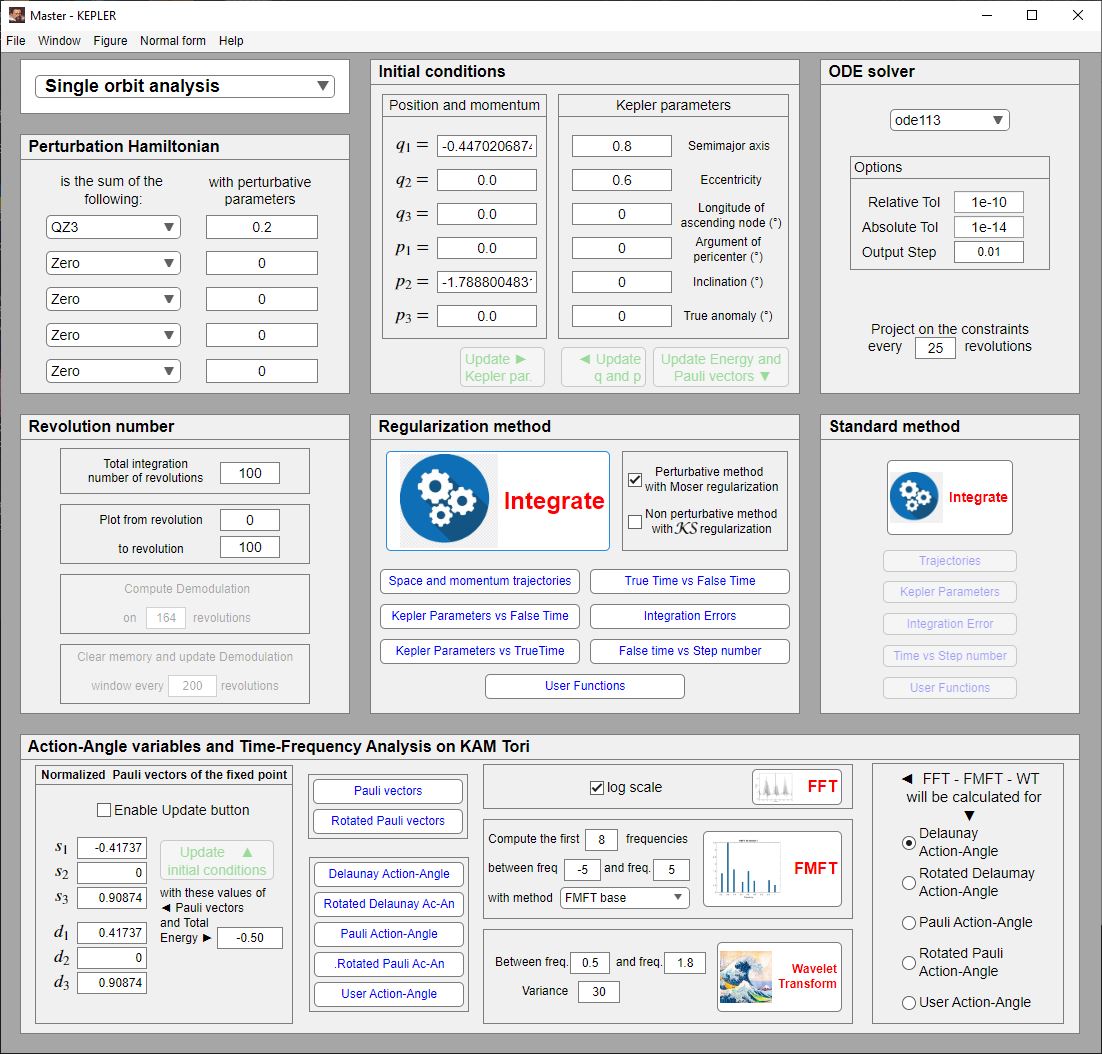 Master - KEPLER
File Window Figure Normal form Help
Single orbit analysis
Perturbation Hamiltonian
is the sum of the
following:
with perturbative
parameters
QZ3 0.2
Zero 0
Zero 0
Zero 0
Zero 0
Initial conditions
Position and momentum
q1 = -0.4470206874
q2 = 0.0
q3 = 0.0
p1 = 0.0
p2 = -1.788800483
p3 = 0.0
Update ►
Kepler par.
Kepler parameters
0.8 Semimajor axis
0.6 Eccentricity
0 Longitude of
ascending node (°)
0 Argument of
pericenter (°)
0 Inclination (°)
0 True anomaly (°)
◄ Update
q and p
Update Energy and
Pauli vectors ▼
ODE solver
ode113
Options
Relative Tol 1e-10
Absolute Tol 1e-14
Output Step 0.01
Project on the constraints
every 25 revolutions
Revolution number
Total integration
number of revolutions 100
Plot from revolution 0
to revolution 100
Compute Demodulation
on 164 revolutions
Clear memory and update Demodulation
window every 200 revolutions
Regularization method
Integrate
Perturbative method
with Moser regularization
Non perturbative method
with KS regularization
Space and momentum trajectories
True Time vs False Time
Kepler Parameters vs False Time
Integration Errors
Kepler Parameters vs TrueTime
False time vs Step number
User Functions
Standard method
Integrate
Trajectories
Kepler Parameters
Integration Error
Time vs Step number
User Functions
Action-Angle variables and Time-Frequency Analysis on KAM Tori
Normalized Pauli vectors of the fixed point
Enable Update button
s1 -0.41737
s2 0
s3 0.90874
d1 0.41737
d2 0
d3 0.90874
Update ▲
initial conditions
with these values of
◄ Pauli vectors
and Total
Energy ► -0.50
Pauli vectors
Rotated Pauli vectors
Delaunay Action-Angle
Rotated Delaunay Ac-An
Pauli Action-Angle
.Rotated Pauli Ac-An
User Action-Angle
log scale
FFT
Compute the first 8 frequencies
between freq -5 and freq. 5
with method FMFT base
FMFT
Between freq. 0.5 and freq. 1.8
Variance 30
Wavelet
Transform
◄ FFT - FMFT - WT
will be calculated for
▼
Delaunay
Action-Angle
Rotated Delaumay
Action-Angle
Pauli Action-Angle
Rotated Pauli
Action-Angle
User Action-Angle